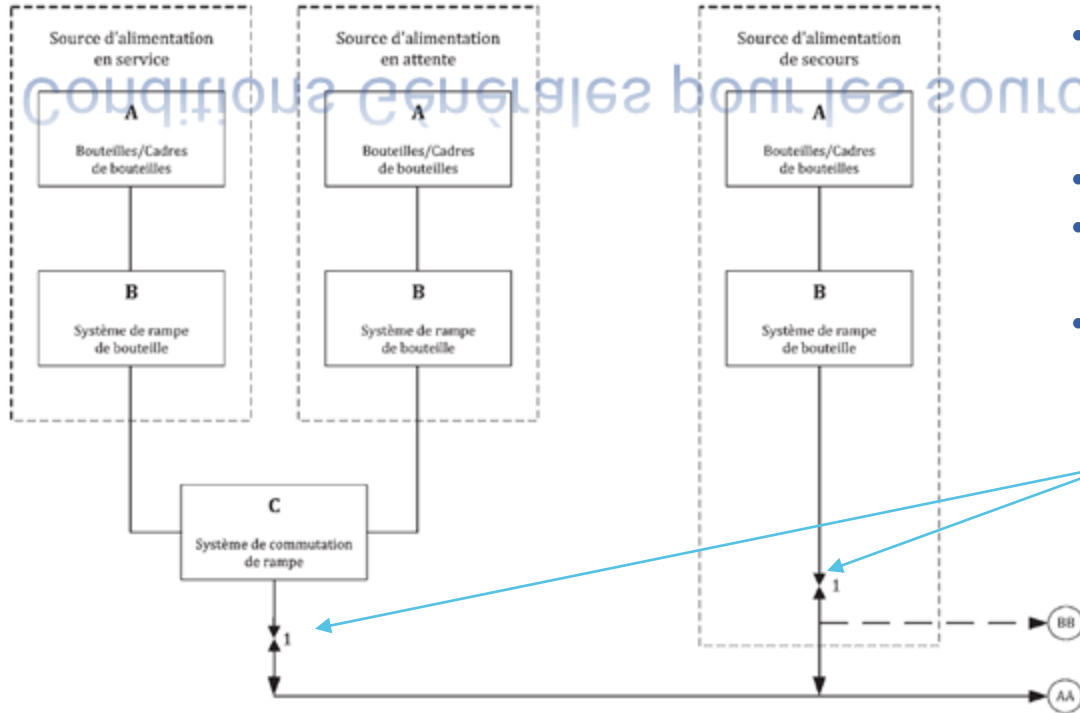 Source d'alimentation
en service
Source d'alimentation
en attente
Source d'alimentation
de secours
Conditions Générales pour les sourc
A
Bouteilles/Cadres
de bouteilles
A
Bouteilles/Cadres
de bouteilles
A
Bouteilles/Cadres
de bouteilles
B
Système de rampe
de bouteille
B
Système de rampe
de bouteille
B
Système de rampe
de bouteille
C
Système de commutation
de rampe
1
1
BB
AA